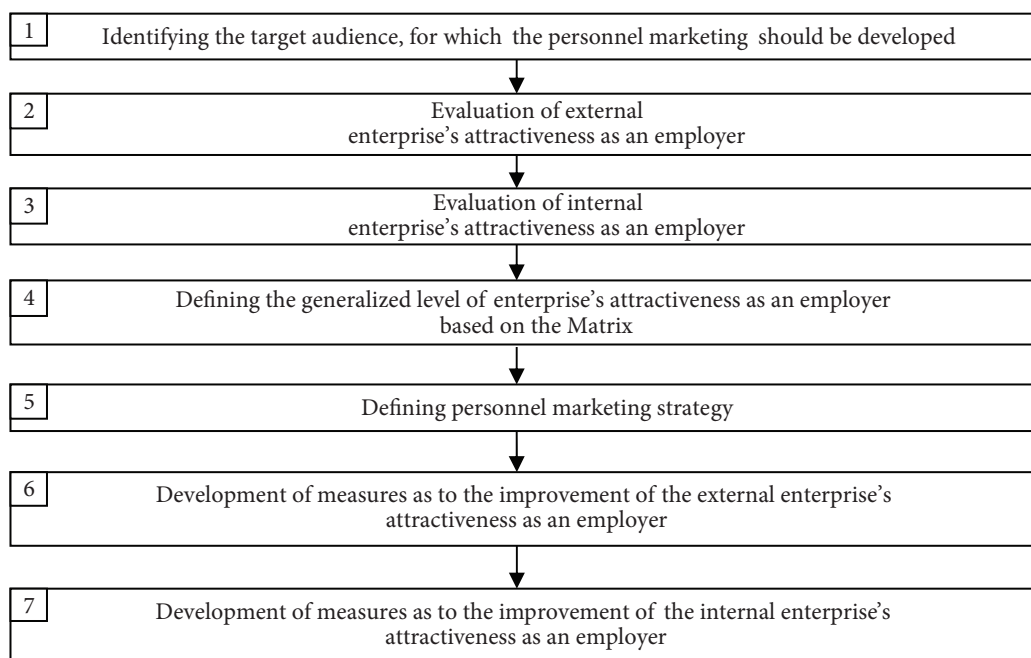 1
Identifying the target audience, for which the personnel marketing should be developed
2
Evaluation of external
enterprise’s attractiveness as an employer
3
Evaluation of internal
enterprise’s attractiveness as an employer
4
Defining the generalized level of enterprise’s attractiveness as an employer
based on the Matrix
5
Defining personnel marketing strategy
6
Development of measures as to the improvement of the external enterprise’s
attractiveness as an employer
7
Development of measures as to the improvement of the internal enterprise’s
attractiveness as an employer